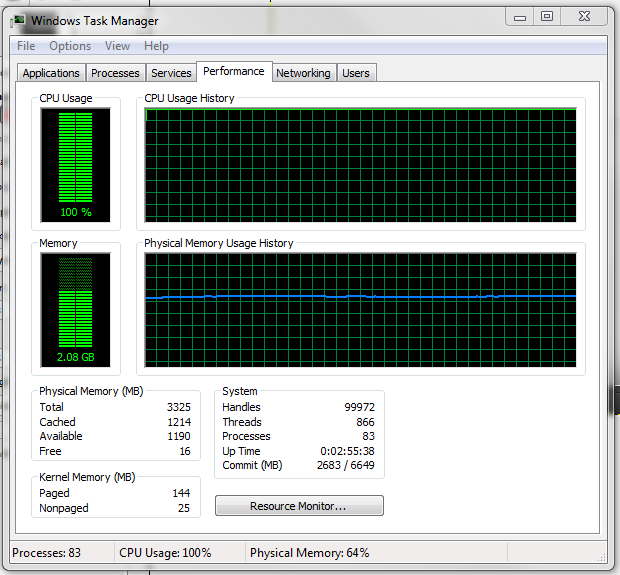 Windows Task Manager
File Options View Help
Applications Processes Services Performance Networking Users
CPU Usage
100 %
CPU Usage History
Memory
2.08 GB
Physical Memory Usage History
Physical Memory (MB)
Total 3325
Cached 1214
Available 1190
Free 16
System
Handles 99972
Threads 866
Processes 83
Up Time 0:02:55:38
Commit (MB) 2683 / 6649
Kernel Memory (MB)
Paged 144
Nonpaged 25
Resource Monitor...
Processes: 83 CPU Usage: 100% Physical Memory: 64%